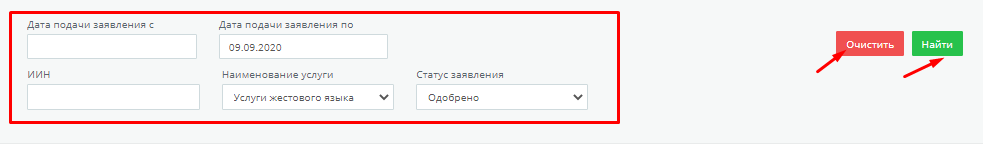 Дата подачи заявления с Дата подачи заявления по
09.09.2020
Очистить Найти
ИИН Наименование услуги Статус заявления
Услуги жестового языка Одобрено